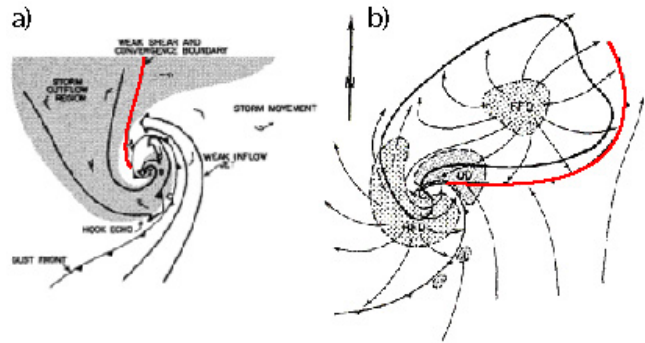 a)
WEAK SHEAR AND
CONVERGENCE BOUNDARY
STORM
OUTFLOW
REGION
STORM MOVEMENT
WEAK INFLOW
HOOK ECHO
GUST FRONT
b)
N
FFD
UD
RFD